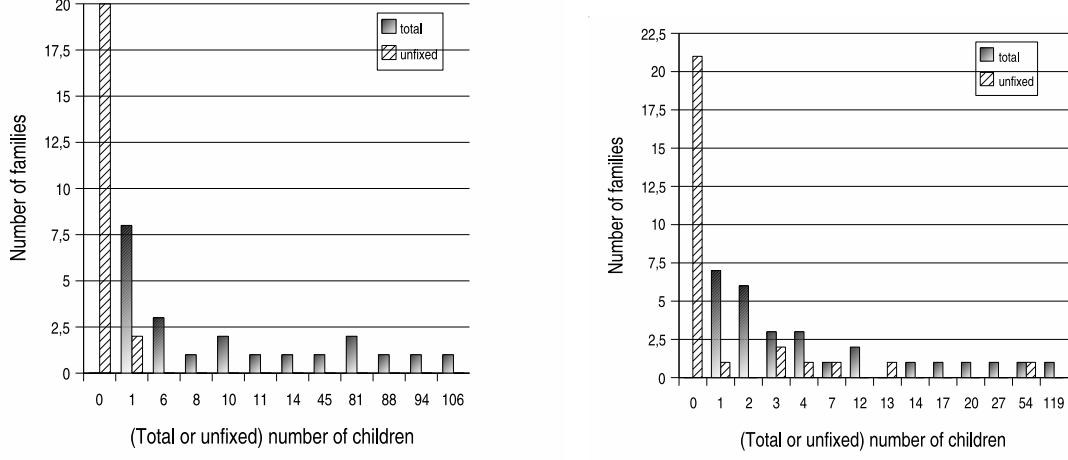 20
17,5
15
12,5
10
7,5
5
2,5
0
Number of families
total
unfixed
0 1 6 8 10 11 14 45 81 88 94 106
(Total or unfixed) number of children
22,5
20
17,5
15
12,5
10
7,5
5
2.5
0
Number of families
total
unfixed
0 1 2 3 4 7 12 13 14 17 20 27 54 119
(Total or unfixed) number of children